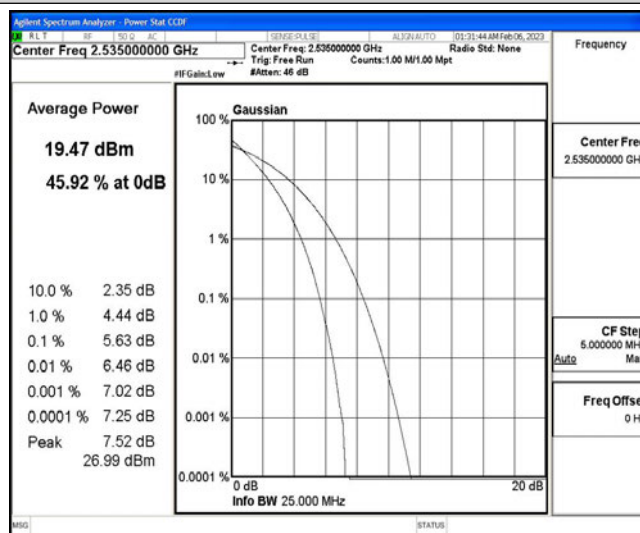 Agilent Spectrum Analyzer - Power Stat CCDF
RLT RF 50 Ω AC SENSE:PULSE ALIGN AUTO 01:31:44 AM Feb 06, 2023
Center Freq 2.535000000 GHz Center Freq: 2.535000000 GHz Radio Std: None Frequency
Trig: Free Run Counts:1.00 M/1.00 Mpt
#IFGain:Low #Atten: 46 dB
Average Power
19.47 dBm
45.92 % at 0dB
10.0 % 2.35 dB
1.0 % 4.44 dB
0.1 % 5.63 dB
0.01 % 6.46 dB
0.001 % 7.02 dB
0.0001 % 7.25 dB
Peak 7.52 dB
26.99 dBm
Gaussian
100 %
10 %
1 %
0.1 %
0.01 %
0.001 %
0.0001 %
0 dB 20 dB
Info BW 25.000 MHz
Center Fre
2.535000000 GH
CF Step
5.000000 MH
Auto Ma
Freq Offse
0 H
MSG STATUS